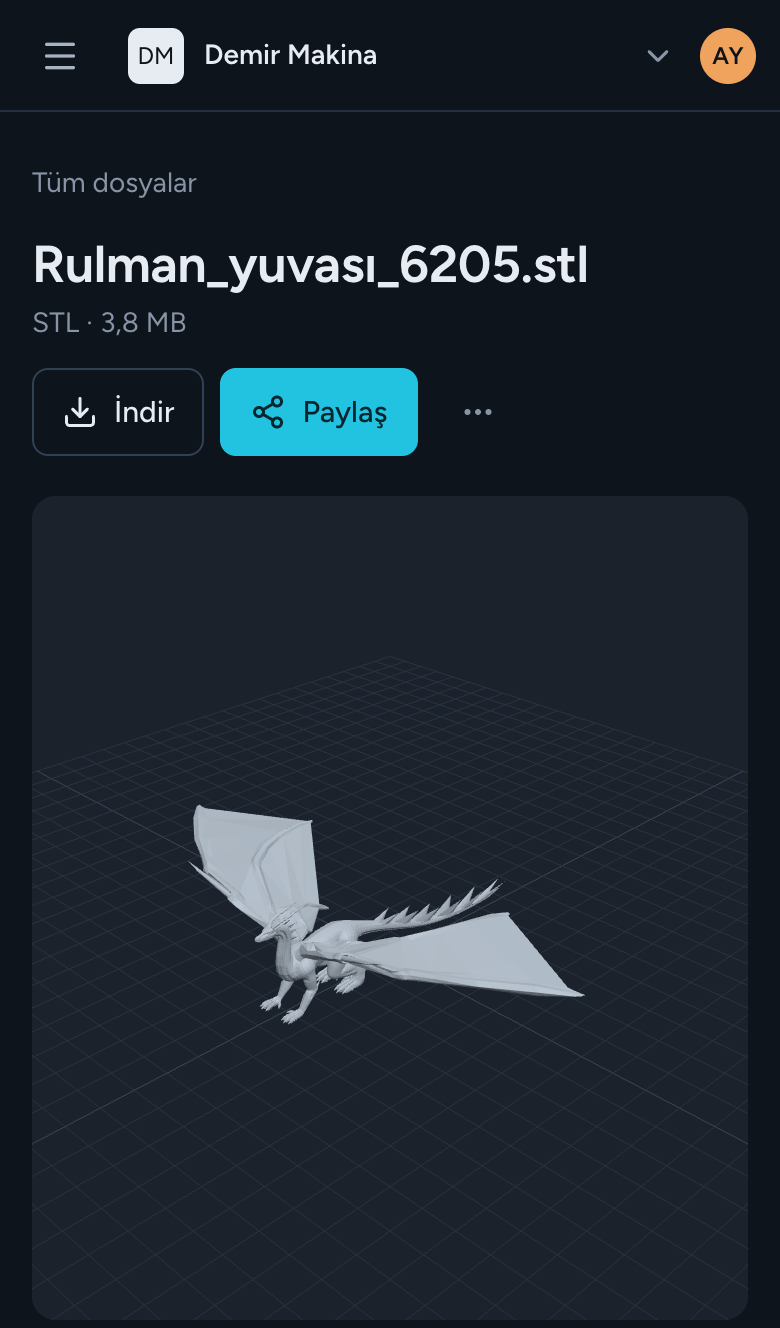 DM Demir Makina AY
Tüm dosyalar
Rulman_yuvası_6205.stl
STL · 3,8 MB
İndir Paylaş